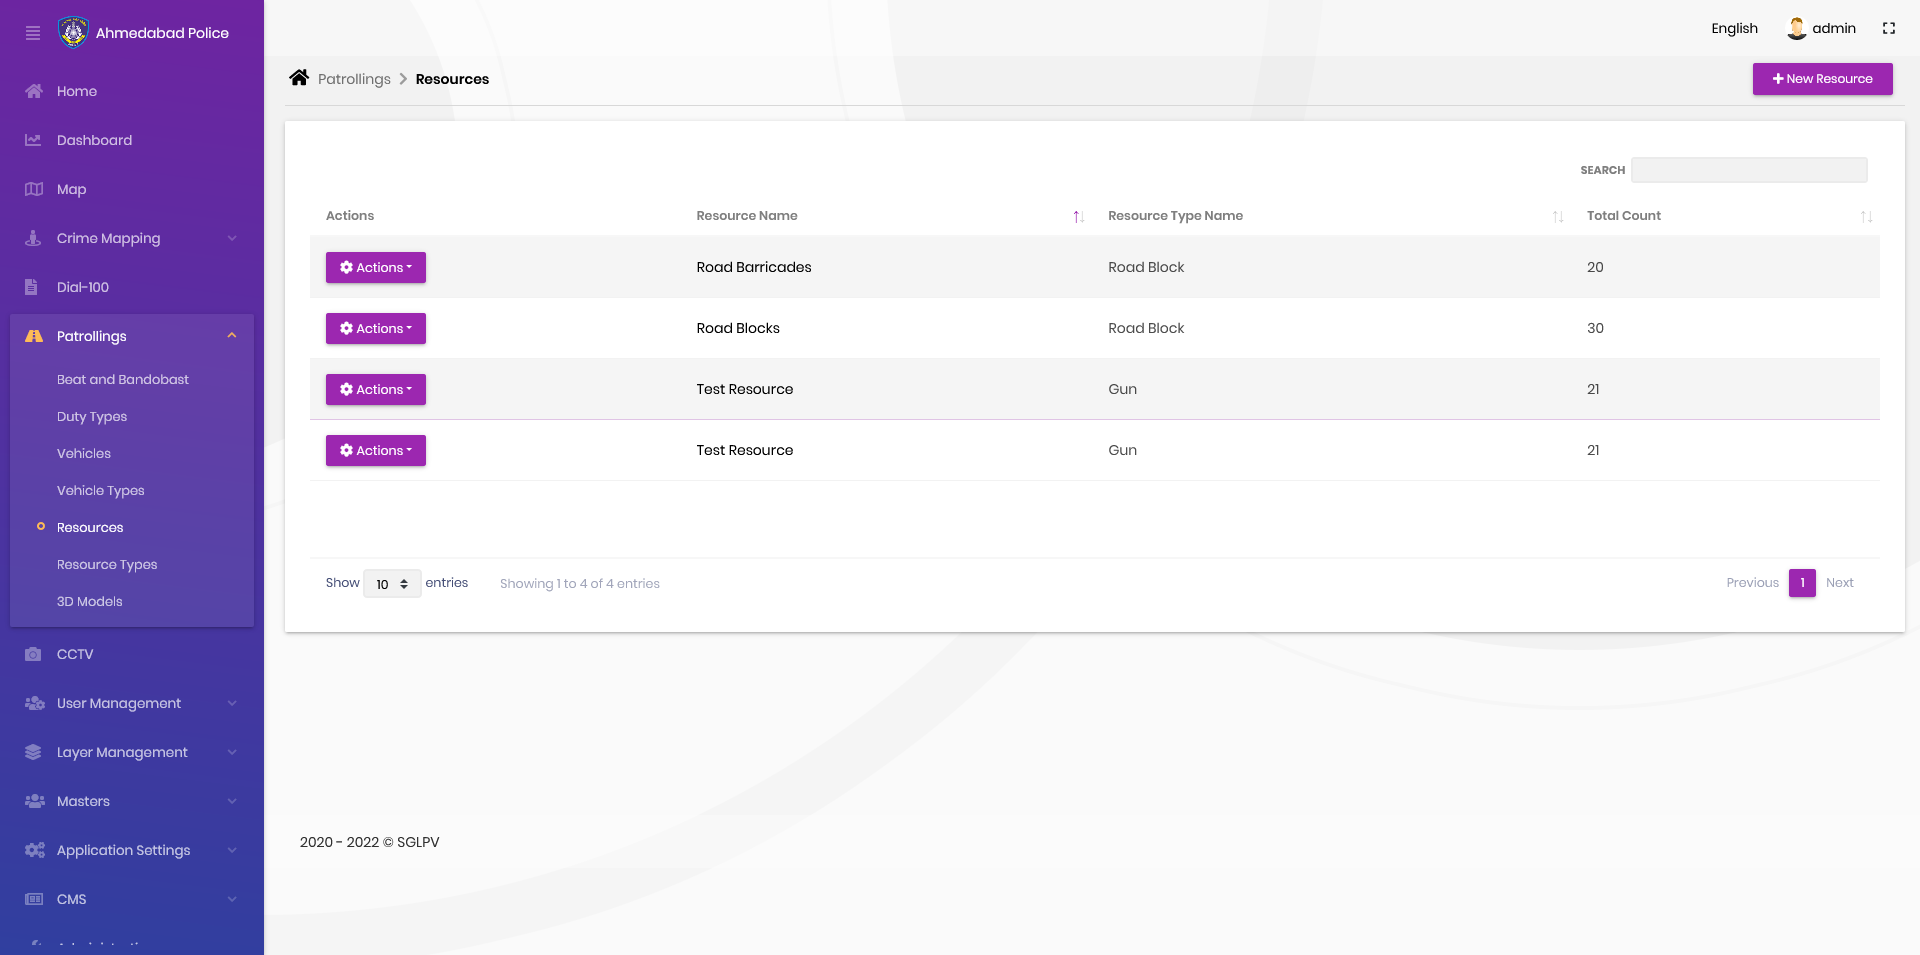 Ahmedabad Police
Home
Dashboard
Map
Crime Mapping
Dial-100
Patrollings
Beat and Bandobast
Duty Types
Vehicles
Vehicle Types
Resources
Resource Types
3D Models
CCTV
User Management
Layer Management
Masters
Application Settings
CMS
English
admin
Patrollings > Resources
New Resource
SEARCH
Actions Resource Name Resource Type Name Total Count
Actions Road Barricades Road Block 20
Actions Road Blocks Road Block 30
Actions Test Resource Gun 21
Actions Test Resource Gun 21
Show 10 entries Showing 1 to 4 of 4 entries
Previous 1 Next
2020 - 2022 © SGLPV